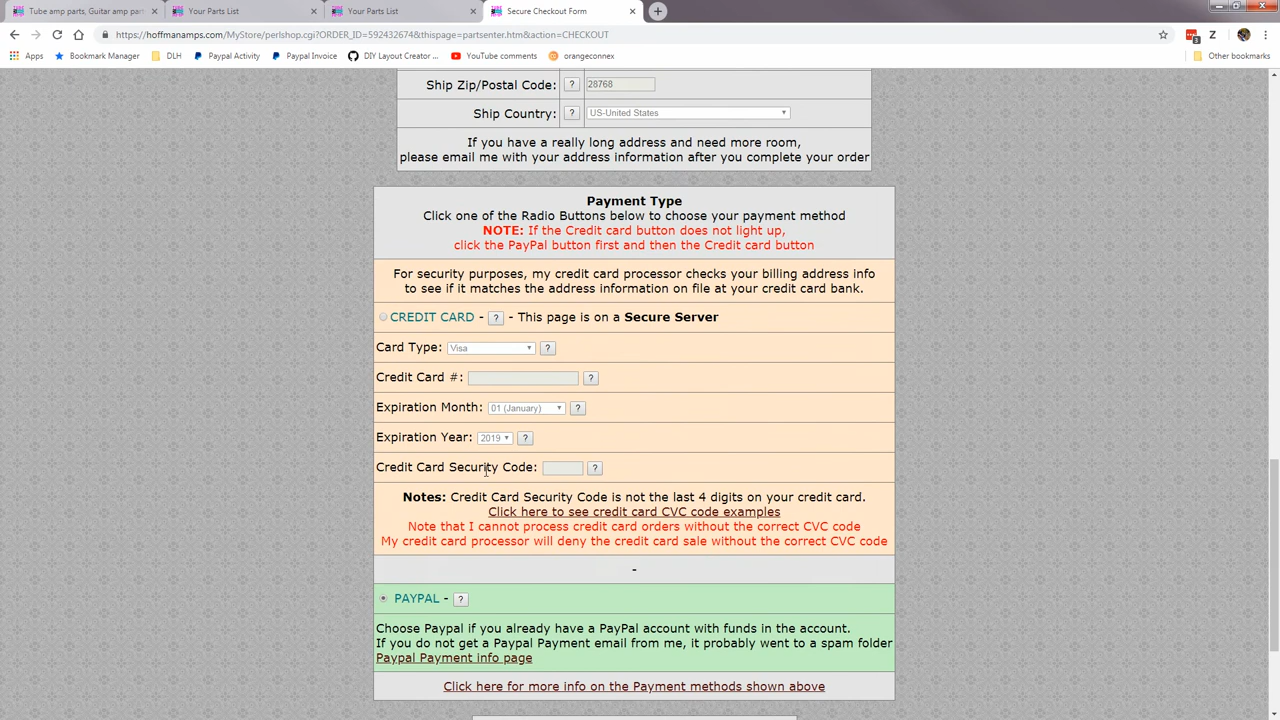 Tube amp parts, Guitar amp par
Your Parts List
Your Parts List
Secure Checkout Form
https://hoffmanamps.com/MyStore/perlshop.cgi?ORDER_ID=592432674&thispage=partsenter.htm&action=CHECKOUT
3
Z
Apps
Bookmark Manager
DLH
Paypal Activity
Paypal Invoice
DIY Layout Creator ...
YouTube comments
orangeconnex
Other bookmarks
Ship Zip/Postal Code: ? 28768
Ship Country: ? US-United States
If you have a really long address and need more room,
please email me with your address information after you complete your order
Payment Type
Click one of the Radio Buttons below to choose your payment method
NOTE: If the Credit card button does not light up,
click the PayPal button first and then the Credit card button
For security purposes, my credit card processor checks your billing address info
to see if it matches the address information on file at your credit card bank.
CREDIT CARD - ? - This page is on a Secure Server
Card Type: Visa ?
Credit Card #: ?
Expiration Month: 01 (January) ?
Expiration Year: 2019 ?
Credit Card Security Code: ?
Notes: Credit Card Security Code is not the last 4 digits on your credit card.
Click here to see credit card CVC code examples
Note that I cannot process credit card orders without the correct CVC code
My credit card processor will deny the credit card sale without the correct CVC code
-
PAYPAL - ?
Choose Paypal if you already have a PayPal account with funds in the account.
If you do not get a Paypal Payment email from me, it probably went to a spam folder
Paypal Payment info page
Click here for more info on the Payment methods shown above